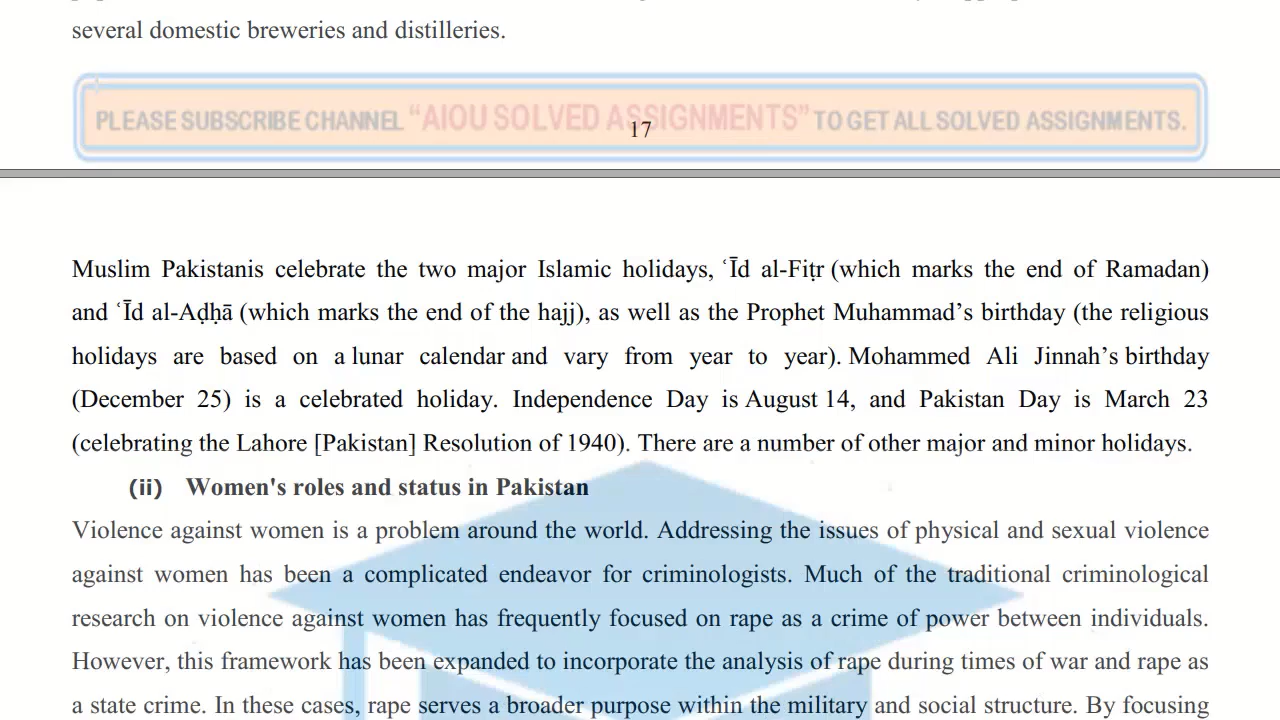 several domestic breweries and distilleries.
PLEASE SUBSCRIBE CHANNEL “AIOU SOLVED ASSIGNMENTS” TO GET ALL SOLVED ASSIGNMENTS.
17
Muslim Pakistanis celebrate the two major Islamic holidays, ʿĪd al-Fiṭr (which marks the end of Ramadan)
and ʿĪd al-Aḍḥā (which marks the end of the hajj), as well as the Prophet Muhammad’s birthday (the religious
holidays are based on a lunar calendar and vary from year to year). Mohammed Ali Jinnah’s birthday
(December 25) is a celebrated holiday. Independence Day is August 14, and Pakistan Day is March 23
(celebrating the Lahore [Pakistan] Resolution of 1940). There are a number of other major and minor holidays.
(ii) Women's roles and status in Pakistan
Violence against women is a problem around the world. Addressing the issues of physical and sexual violence
against women has been a complicated endeavor for criminologists. Much of the traditional criminological
research on violence against women has frequently focused on rape as a crime of power between individuals.
However, this framework has been expanded to incorporate the analysis of rape during times of war and rape as
a state crime. In these cases, rape serves a broader purpose within the military and social structure. By focusing